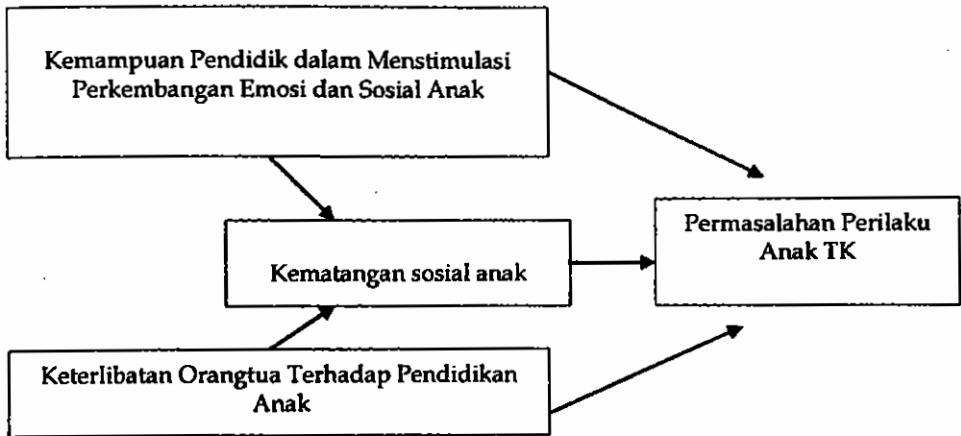 Kemampuan Pendidik dalam Menstimulasi
Perkembangan Emosi dan Sosial Anak
Permasalahan Perilaku
Anak TK
Kematangan sosial anak
Keterlibatan Orangtua Terhadap Pendidikan
Anak